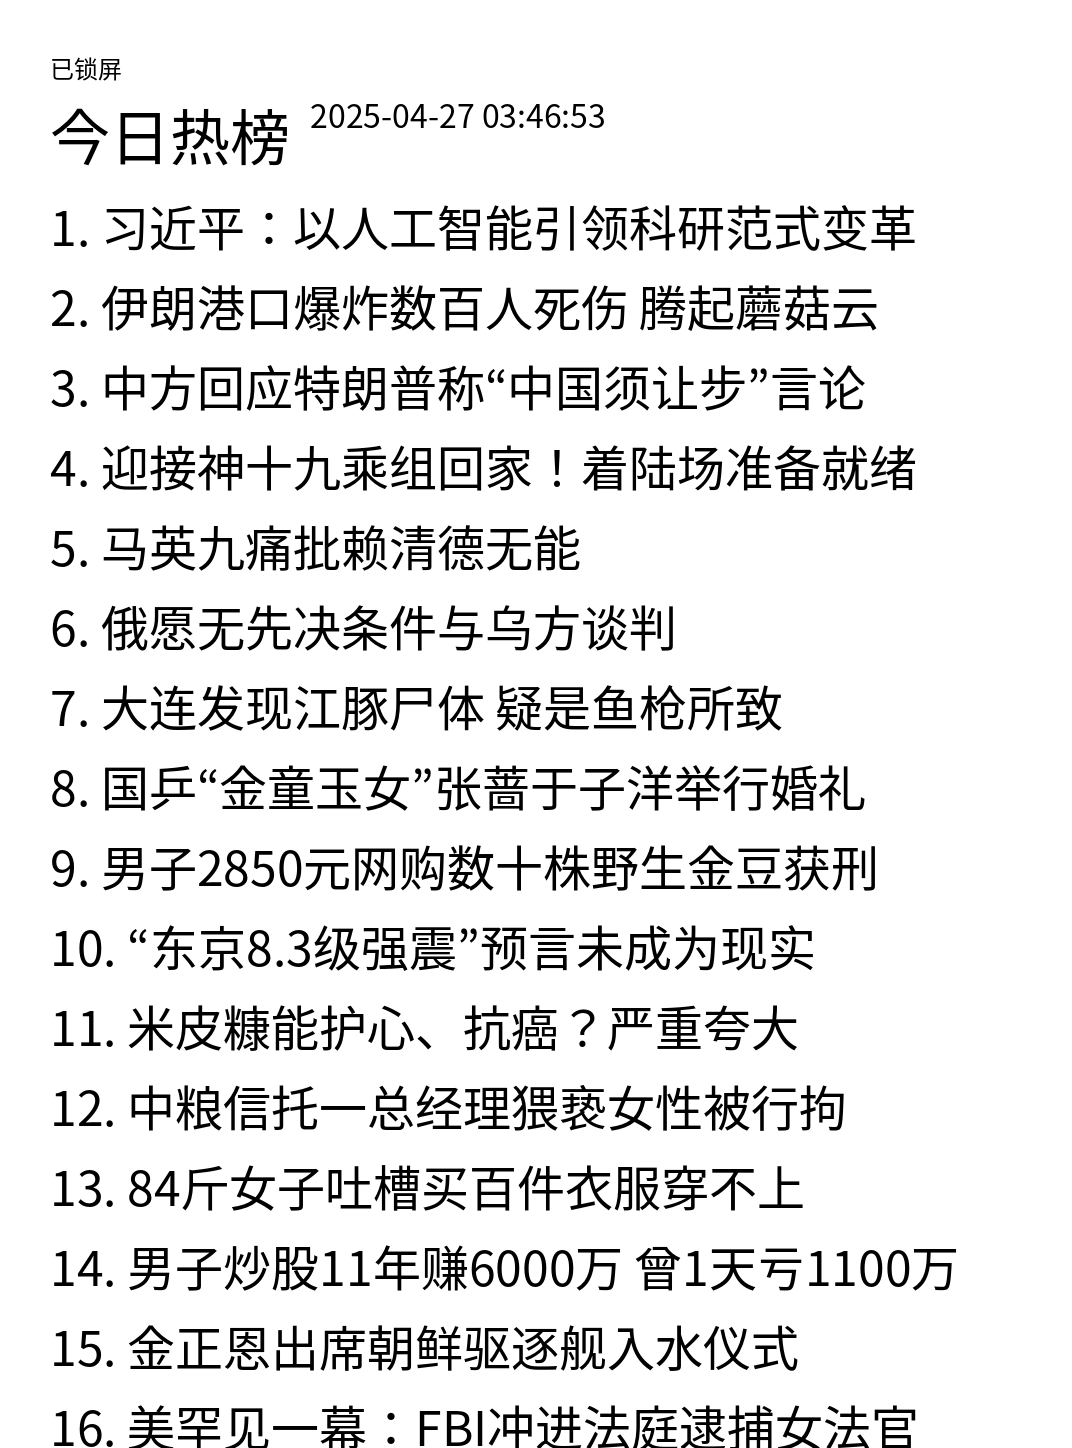 已锁屏
今日热榜 2025-04-27 03:46:53
1. 习近平：以人工智能引领科研范式变革
2. 伊朗港口爆炸数百人死伤 腾起蘑菇云
3. 中方回应特朗普称“中国须让步”言论
4. 迎接神十九乘组回家！着陆场准备就绪
5. 马英九痛批赖清德无能
6. 俄愿无先决条件与乌方谈判
7. 大连发现江豚尸体 疑是鱼枪所致
8. 国乒“金童玉女”张蔷于子洋举行婚礼
9. 男子2850元网购数十株野生金豆获刑
10. “东京8.3级强震”预言未成为现实
11. 米皮糠能护心、抗癌？严重夸大
12. 中粮信托一总经理猥亵女性被行拘
13. 84斤女子吐槽买百件衣服穿不上
14. 男子炒股11年赚6000万 曾1天亏1100万
15. 金正恩出席朝鲜驱逐舰入水仪式
16. 美罕见一幕：FBI冲进法庭逮捕女法官